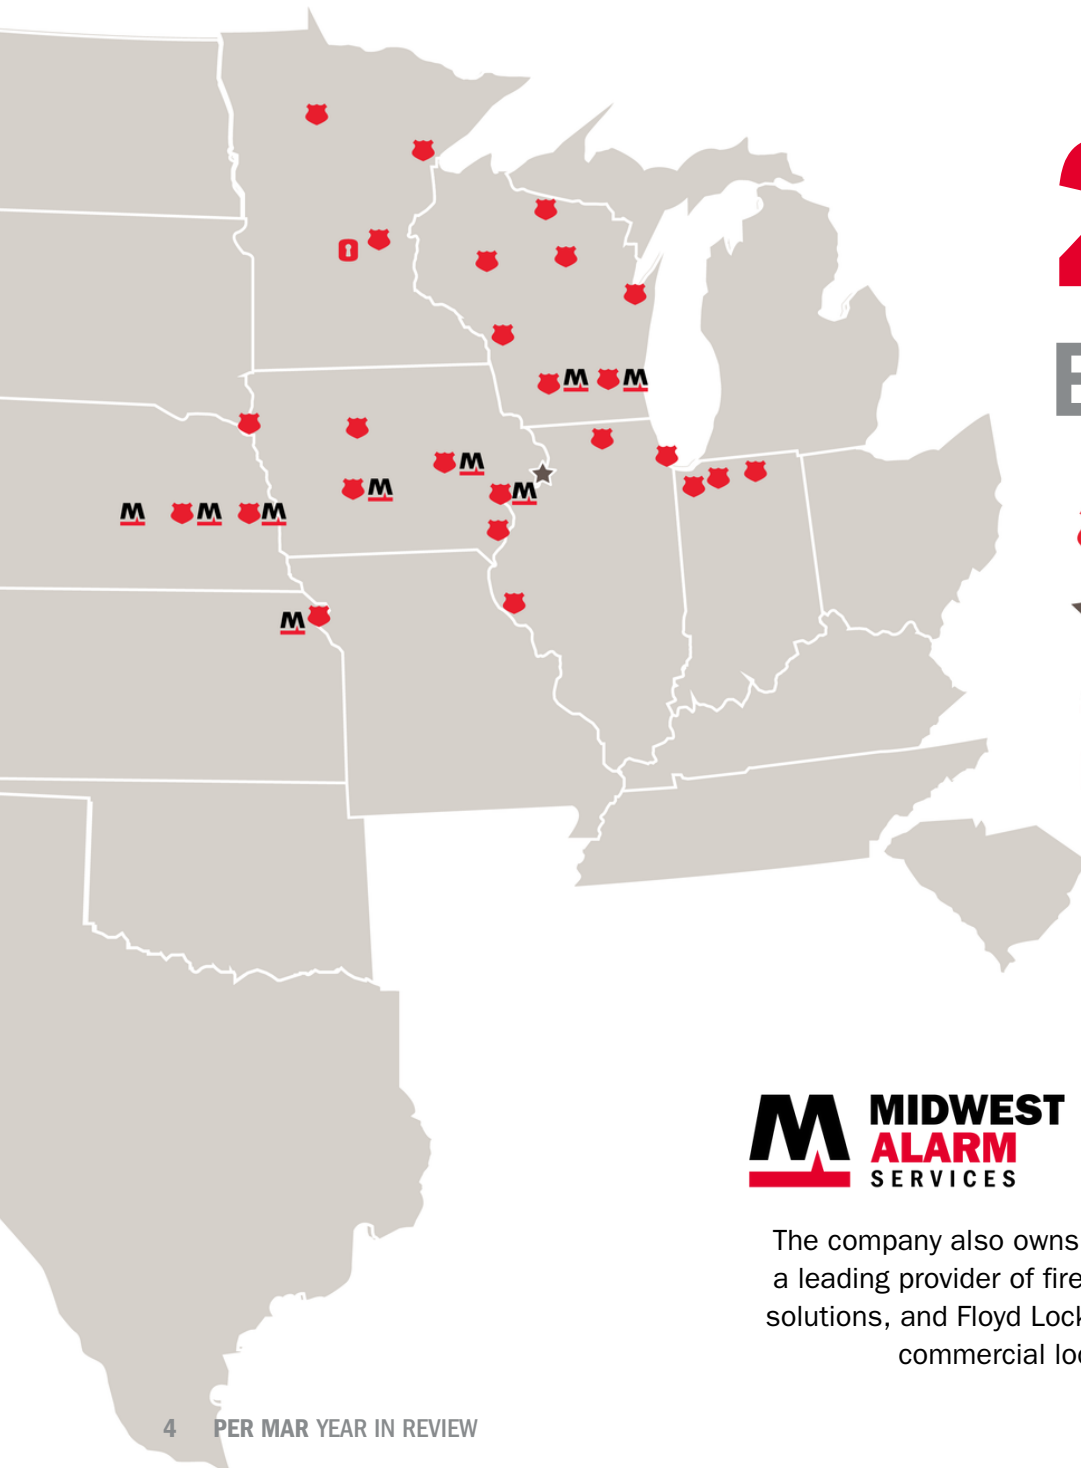 MIDWEST
ALARM
SERVICES
The company also owns
a leading provider of fire
solutions, and Floyd Lock
commercial
4 PER MAR YEAR IN REVIEW